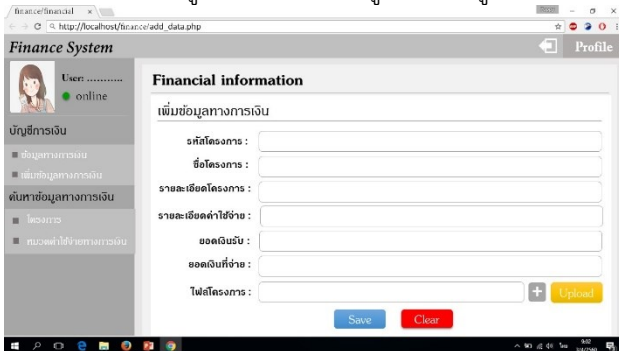 finance/financial
http://localhost/finance/add_data.php
Finance System
Profile
User: ...........
online
Financial information
เพิ่มข้อมูลทางการเงิน
บัญชีการเงิน
ข้อมูลทางการเงิน
เพิ่มข้อมูลทางการเงิน
ค้นหาข้อมูลทางการเงิน
โครงการ
หมวดค่าใช้จ่ายทางการเงิน
รหัสโครงการ :
ชื่อโครงการ :
รายละเอียดโครงการ :
รายละเอียดค่าใช้จ่าย :
ยอดเงินรับ :
ยอดเงินที่จ่าย :
ไฟล์โครงการ :
+
Upload
Save
Clear
ไทย
9:02
3/4/2560